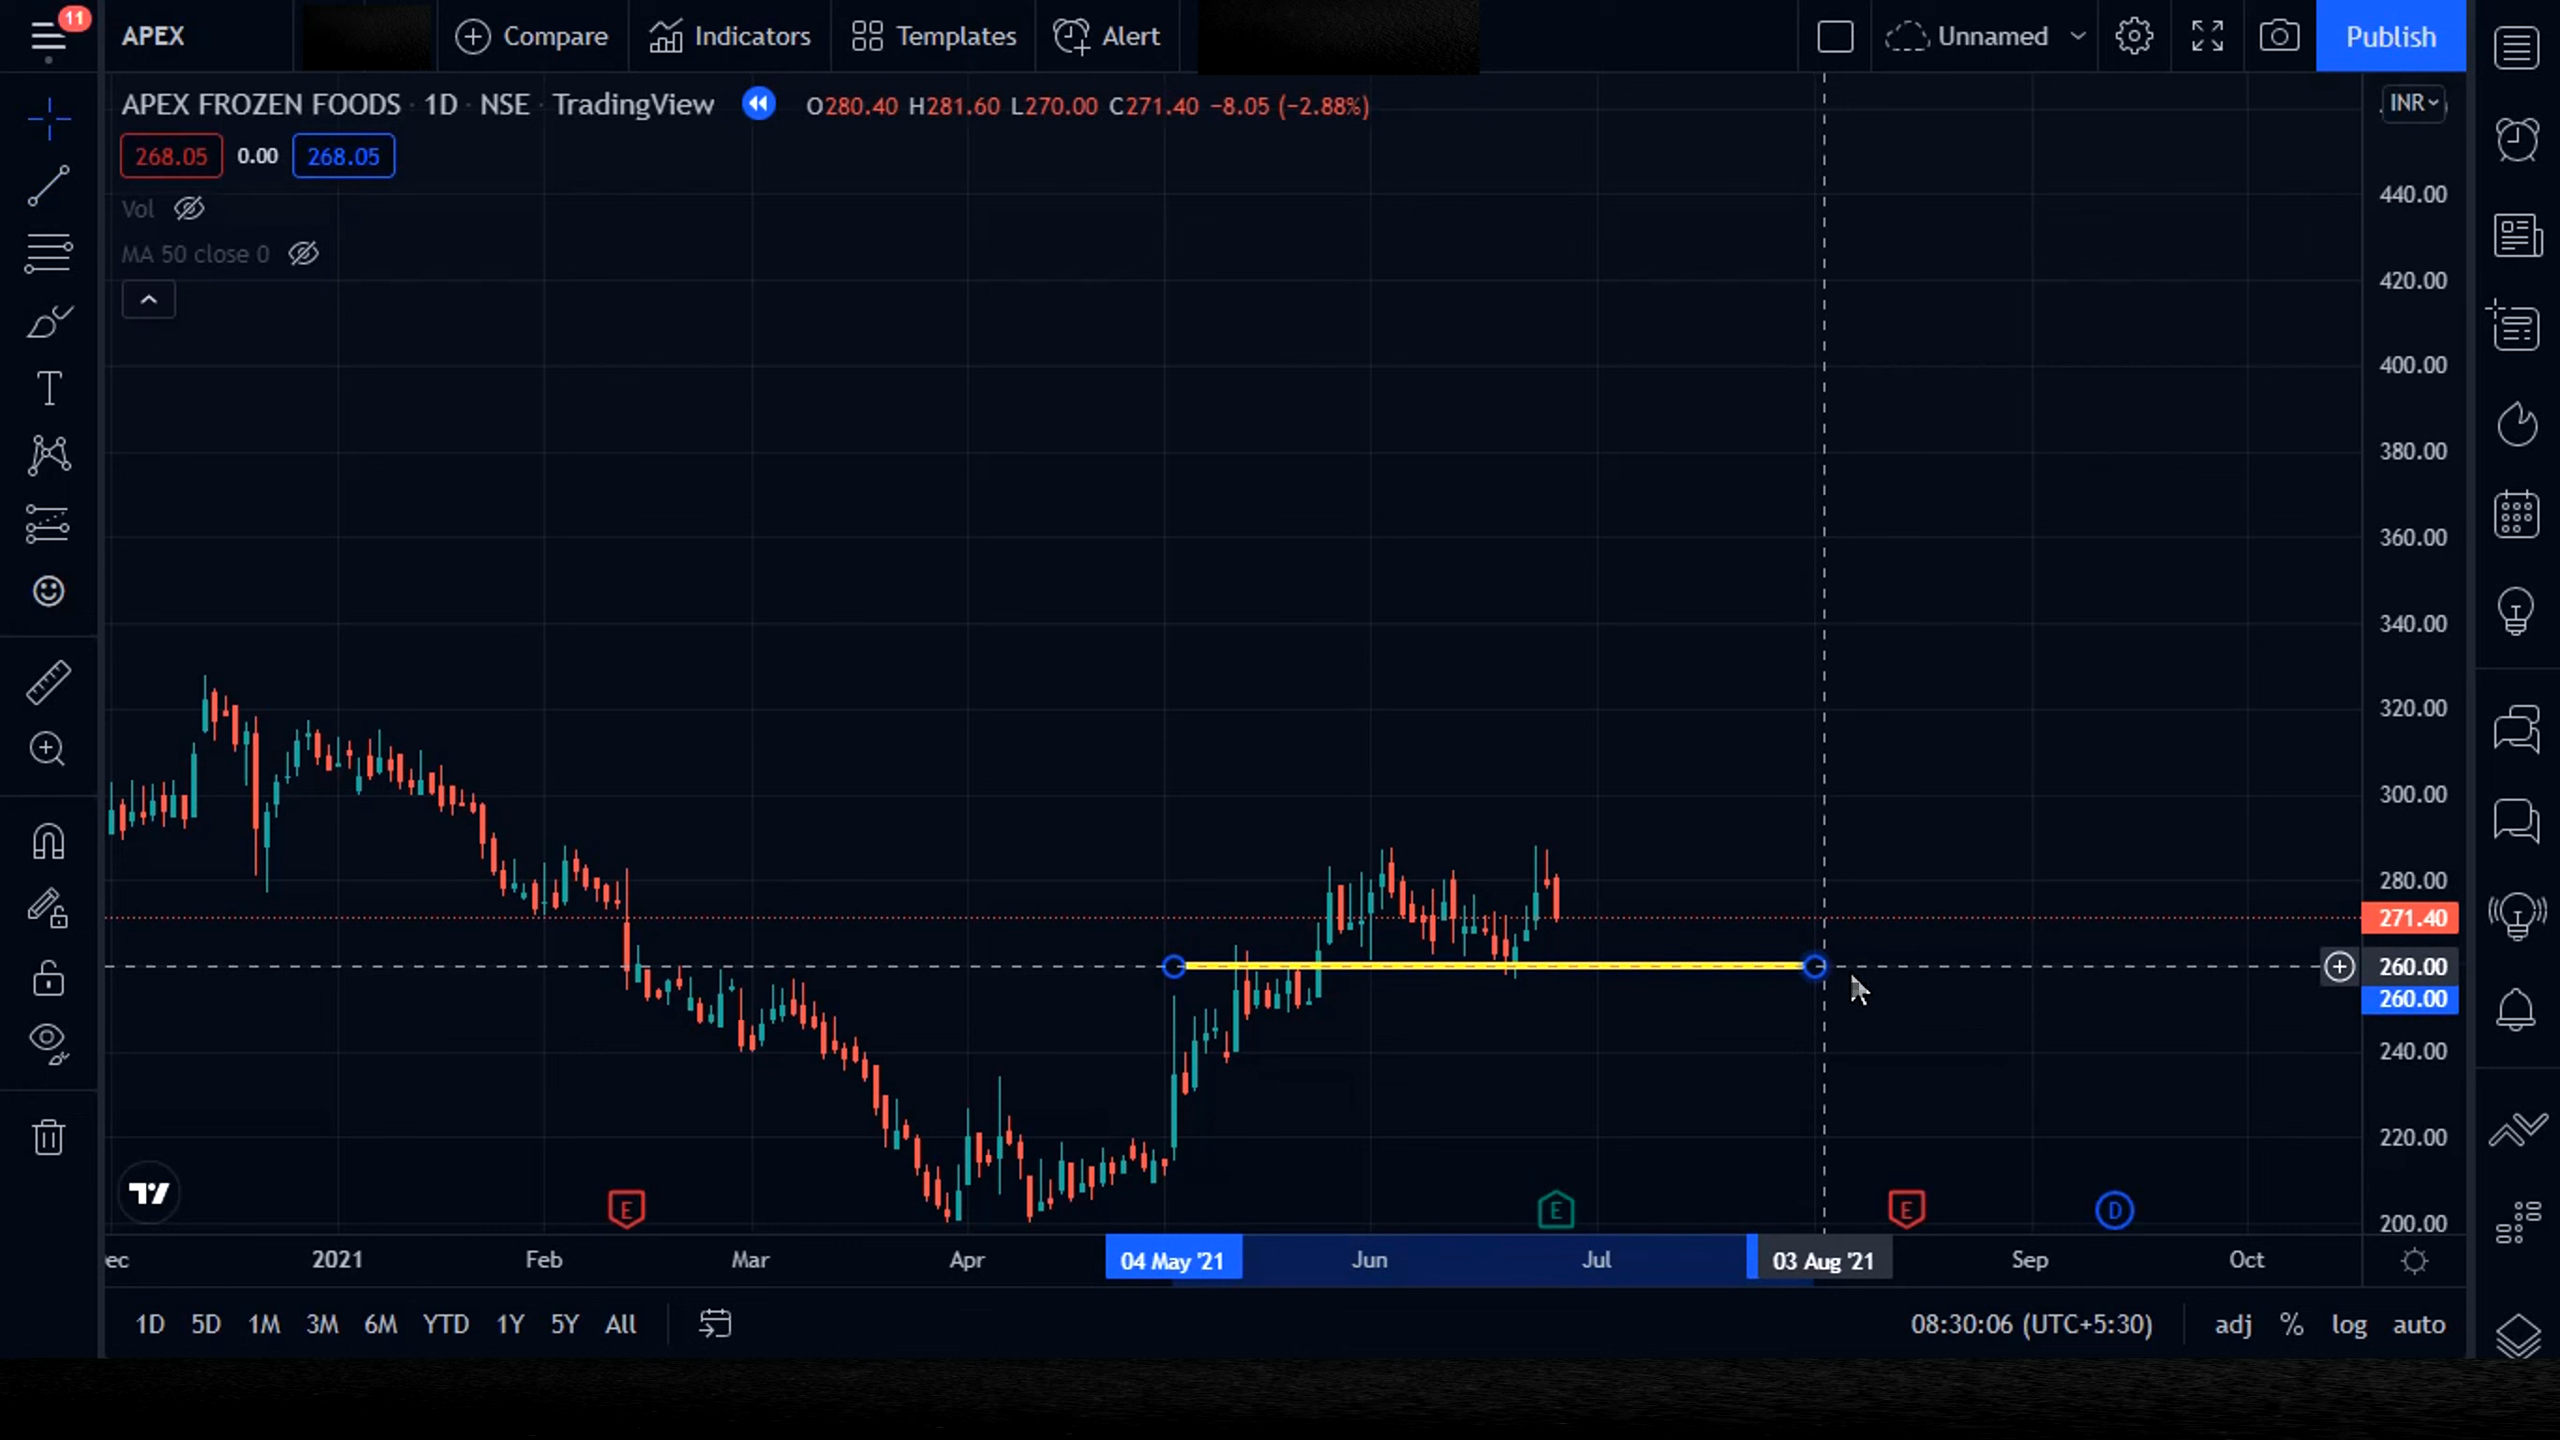 11
APEX
Compare
Indicators
Templates
Alert
Unnamed
Publish
APEX FROZEN FOODS · 1D · NSE · TradingView
O280.40 H281.60 L270.00 C271.40 −8.05 (−2.88%)
INR
268.05 0.00 268.05
Vol
MA 50 close 0
440.00
420.00
400.00
380.00
360.00
340.00
320.00
300.00
280.00
271.40
260.00
260.00
240.00
220.00
200.00
E
E
E
D
ec 2021 Feb Mar Apr 04 May '21 Jun Jul 03 Aug '21 Sep Oct
1D 5D 1M 3M 6M YTD 1Y 5Y All
08:30:06 (UTC+5:30) adj % log auto